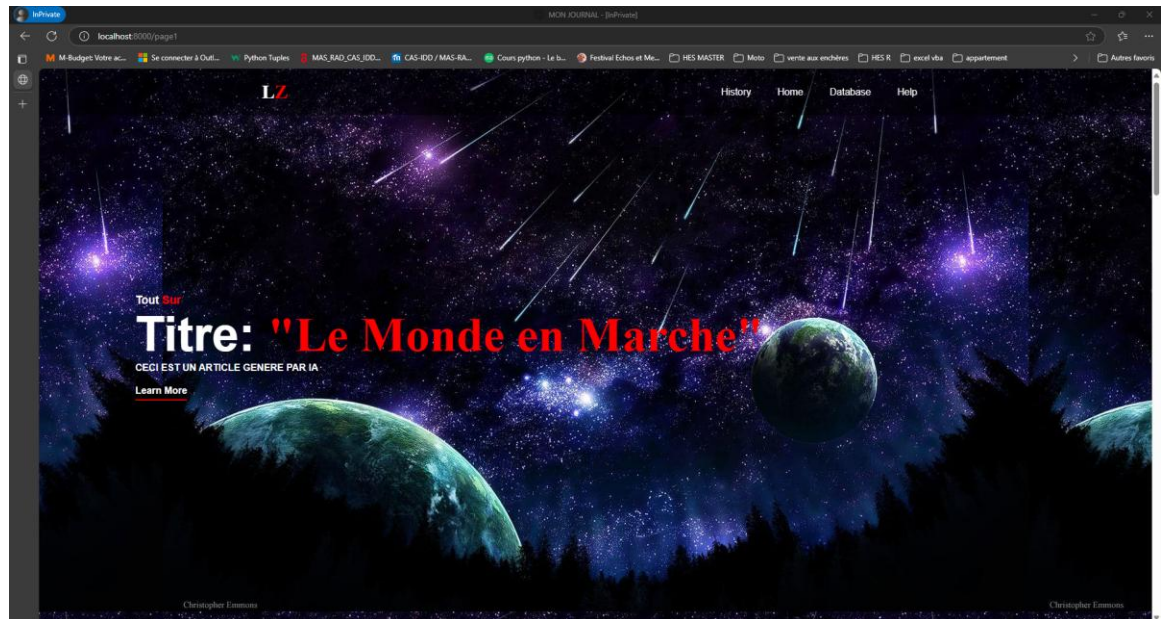 InPrivate
MON JOURNAL - [InPrivate]
localhost:8000/page1
M-Budget: Votre ac...
Se connecter à Outl...
Python Tuples
MAS_RAD_CAS_IDD...
CAS-IDD / MAS-RA...
Cours python - Le b...
Festival Echos et Me...
HES MASTER
Moto
vente aux enchères
HES R
excel vba
appartement
Autres favoris
LZ
History
Home
Database
Help
Tout Sur
Titre: "Le Monde en Marche"
CECI EST UN ARTICLE GENERE PAR IA
Learn More
Christopher Emmons
Christopher Emmons